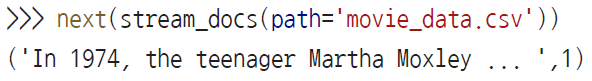 >>> next(stream_docs(path='movie_data.csv'))
('In 1974, the teenager Martha Moxley ... ',1)